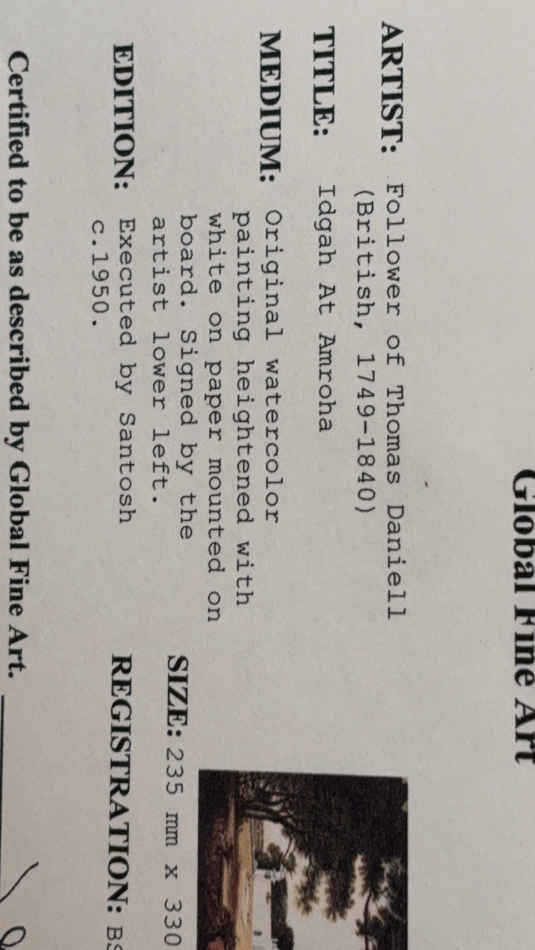 Global Fine Art
ARTIST: Follower of Thomas Daniell
(British, 1749-1840)
TITLE: Idgah At Amroha
MEDIUM: Original watercolor
painting heightened with
white on paper mounted on
board. Signed by the
artist lower left.
EDITION: Executed by Santosh
c.1950.
SIZE: 235 mm x 330
REGISTRATION: BS
Certified to be as described by Global Fine Art.